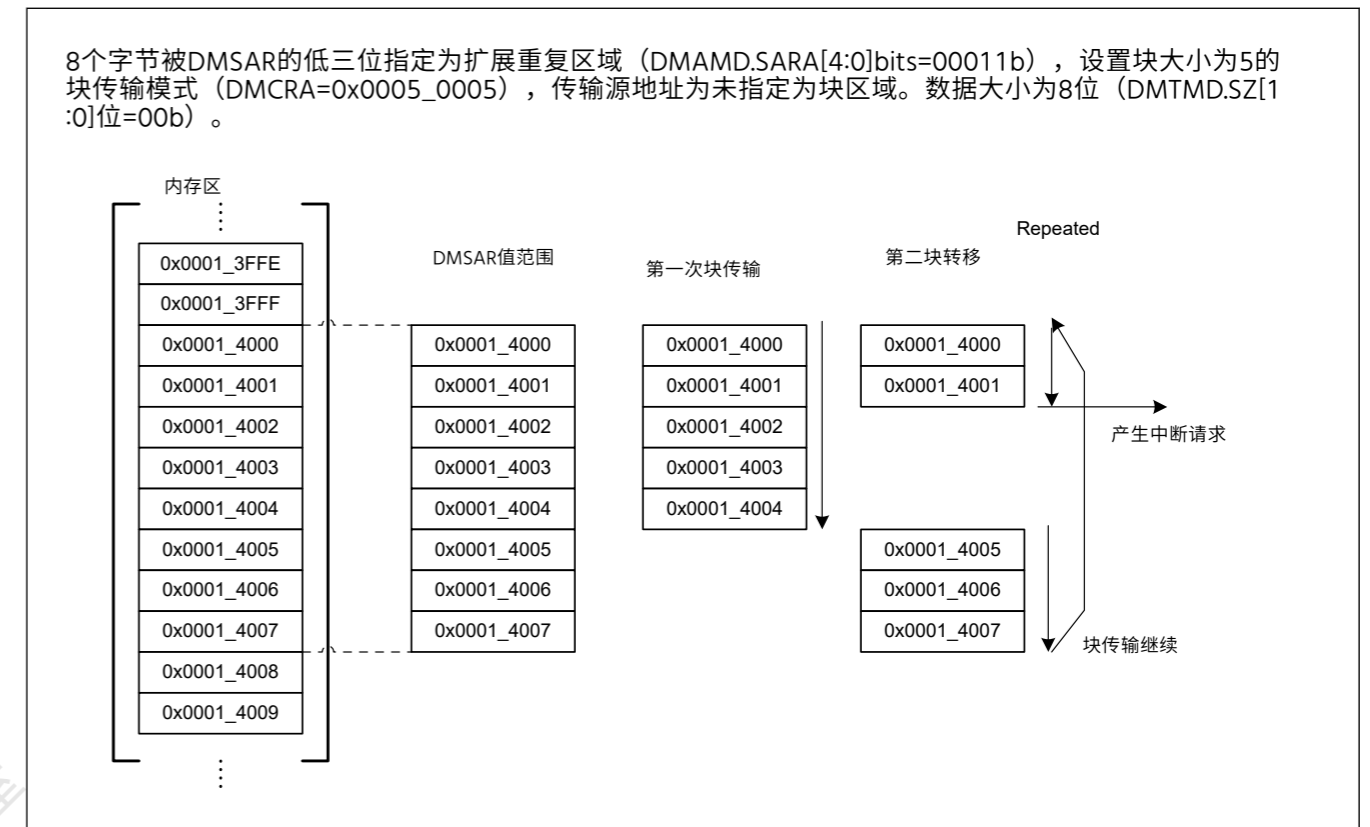 8个字节被DMSAR的低三位指定为扩展重复区域（DMAMD.SARA[4:0]bits=00011b），设置块大小为5的
块传输模式（DMCRA=0x0005_0005），传输源地址为未指定为块区域。数据大小为8位（DMTMD.SZ[1
:0]位=00b）。
内存区
⋮
0x0001_3FFE
0x0001_3FFF
0x0001_4000
0x0001_4001
0x0001_4002
0x0001_4003
0x0001_4004
0x0001_4005
0x0001_4006
0x0001_4007
0x0001_4008
0x0001_4009
⋮
DMSAR值范围
0x0001_4000
0x0001_4001
0x0001_4002
0x0001_4003
0x0001_4004
0x0001_4005
0x0001_4006
0x0001_4007
第一次块传输
0x0001_4000
0x0001_4001
0x0001_4002
0x0001_4003
0x0001_4004
第二块转移
0x0001_4000
0x0001_4001
0x0001_4005
0x0001_4006
0x0001_4007
Repeated
产生中断请求
块传输继续